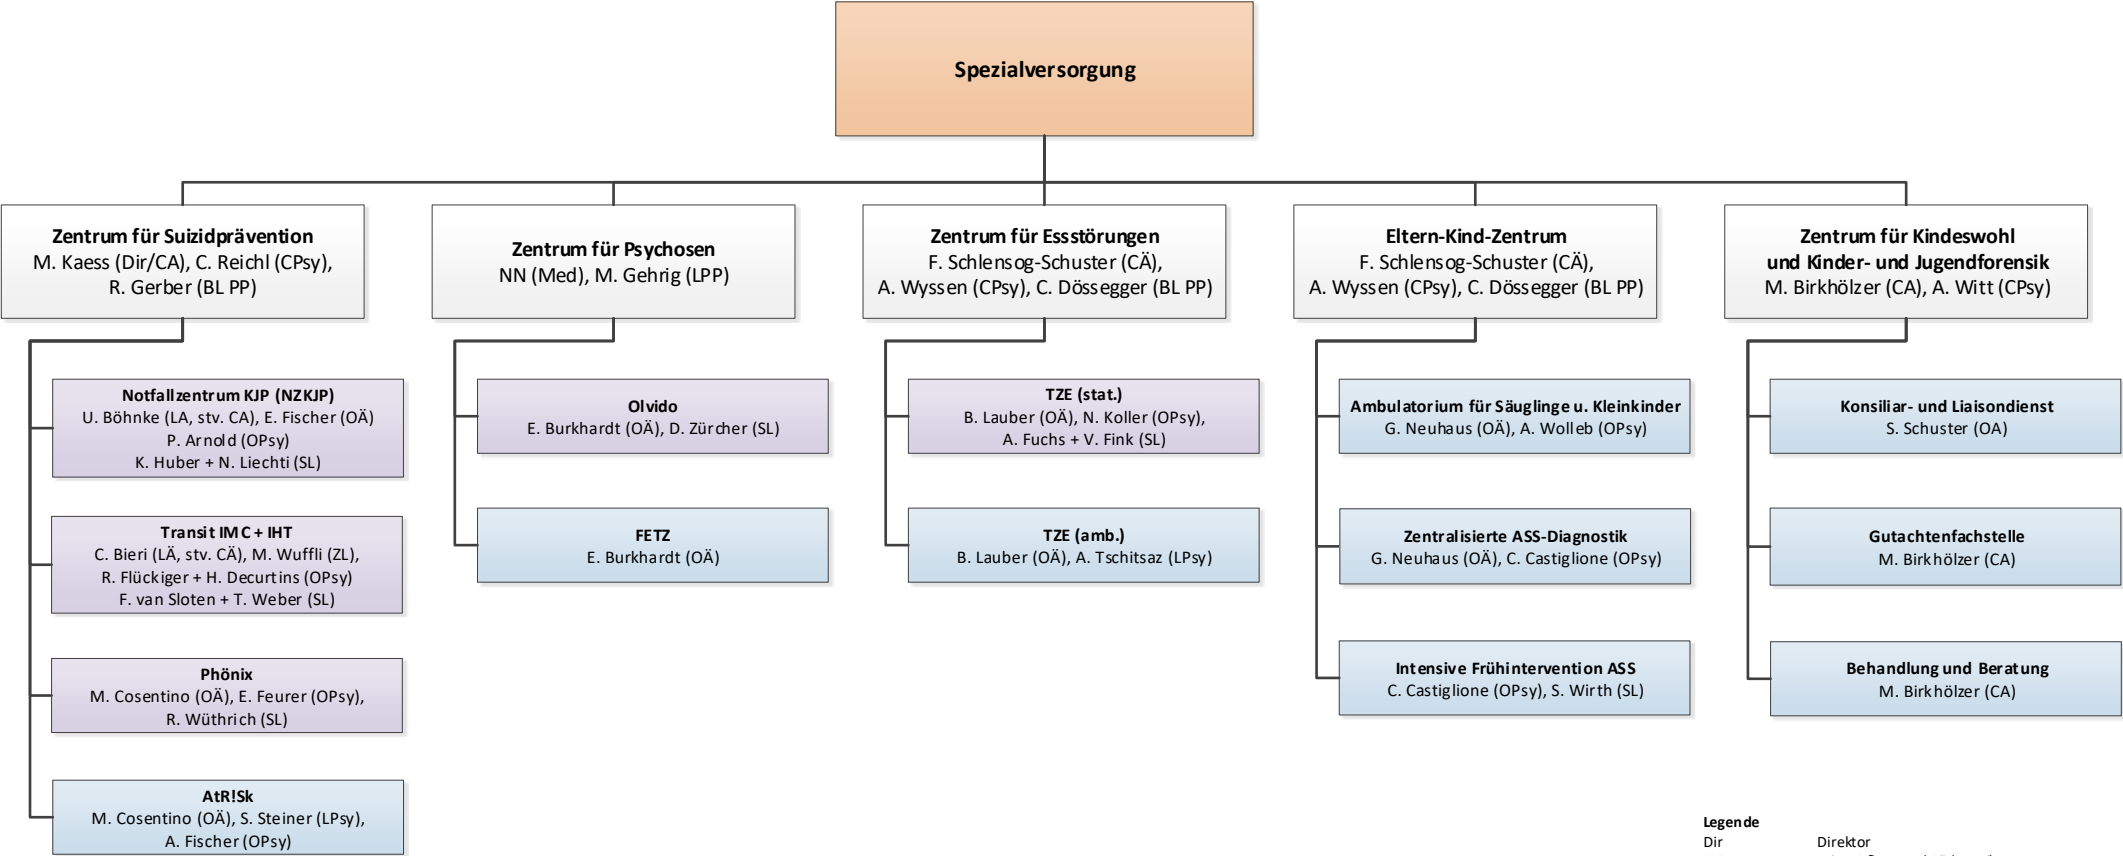 Spezialversorgung
Zentrum für Suizidprävention
M. Kaess (Dir/CA), C. Reichl (CPsy),
R. Gerber (BL PP)
Zentrum für Psychosen
NN (Med), M. Gehrig (LPP)
Zentrum für Essstörungen
F. Schlensog-Schuster (CÄ),
A. Wyssen (CPsy), C. Dössegger (BL PP)
Eltern-Kind-Zentrum
F. Schlensog-Schuster (CÄ),
A. Wyssen (CPsy), C. Dössegger (BL PP)
Zentrum für Kindeswohl
und Kinder- und Jugendforensik
M. Birkhölzer (CA), A. Witt (CPsy)
Notfallzentrum KJP (NZKJP)
U. Böhnke (LA, stv. CA), E. Fischer (OÄ)
P. Arnold (OPsy)
K. Huber + N. Liechti (SL)
Transit IMC + IHT
C. Bieri (LÄ, stv. CÄ), M. Wuffli (ZL),
R. Flückiger + H. Decurtins (OPsy)
F. van Sloten + T. Weber (SL)
Phönix
M. Cosentino (OÄ), E. Feurer (OPsy),
R. Wüthrich (SL)
AtR!Sk
M. Cosentino (OÄ), S. Steiner (LPsy),
A. Fischer (OPsy)
Olvido
E. Burkhardt (OÄ), D. Zürcher (SL)
FETZ
E. Burkhardt (OÄ)
TZE (stat.)
B. Lauber (OÄ), N. Koller (OPsy),
A. Fuchs + V. Fink (SL)
TZE (amb.)
B. Lauber (OÄ), A. Tschitsaz (LPsy)
Ambulatorium für Säuglinge u. Kleinkinder
G. Neuhaus (OÄ), A. Wolleb (OPsy)
Zentralisierte ASS-Diagnostik
G. Neuhaus (OÄ), C. Castiglione (OPsy)
Intensive Frühintervention ASS
C. Castiglione (OPsy), S. Wirth (SL)
Konsiliar- und Liaisondienst
S. Schuster (OA)
Gutachtenfachstelle
M. Birkhölzer (CA)
Behandlung und Beratung
M. Birkhölzer (CA)
Legende
Dir Direktor